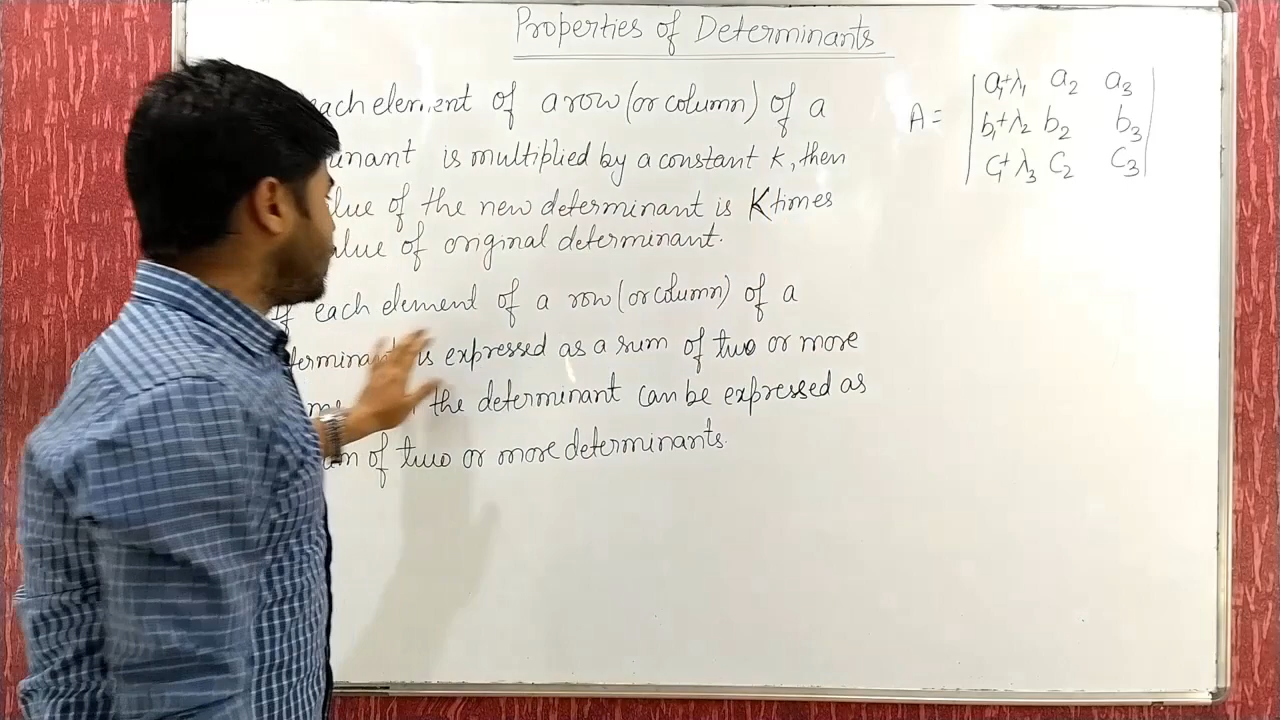 Properties of Determinants
each element of a row (or column) of a
is multiplied by a constant K, then
of the new determinant is K times
of original determinant.
If each element of a row (or column) of a
is expressed as a sum of two or more
the determinant can be expressed as
of two or more determinants.
A = | a₁+λ₁ a₂ a₃ |
| b₁+λ₂ b₂ b₃ |
| c₁+λ₃ c₂ c₃ |